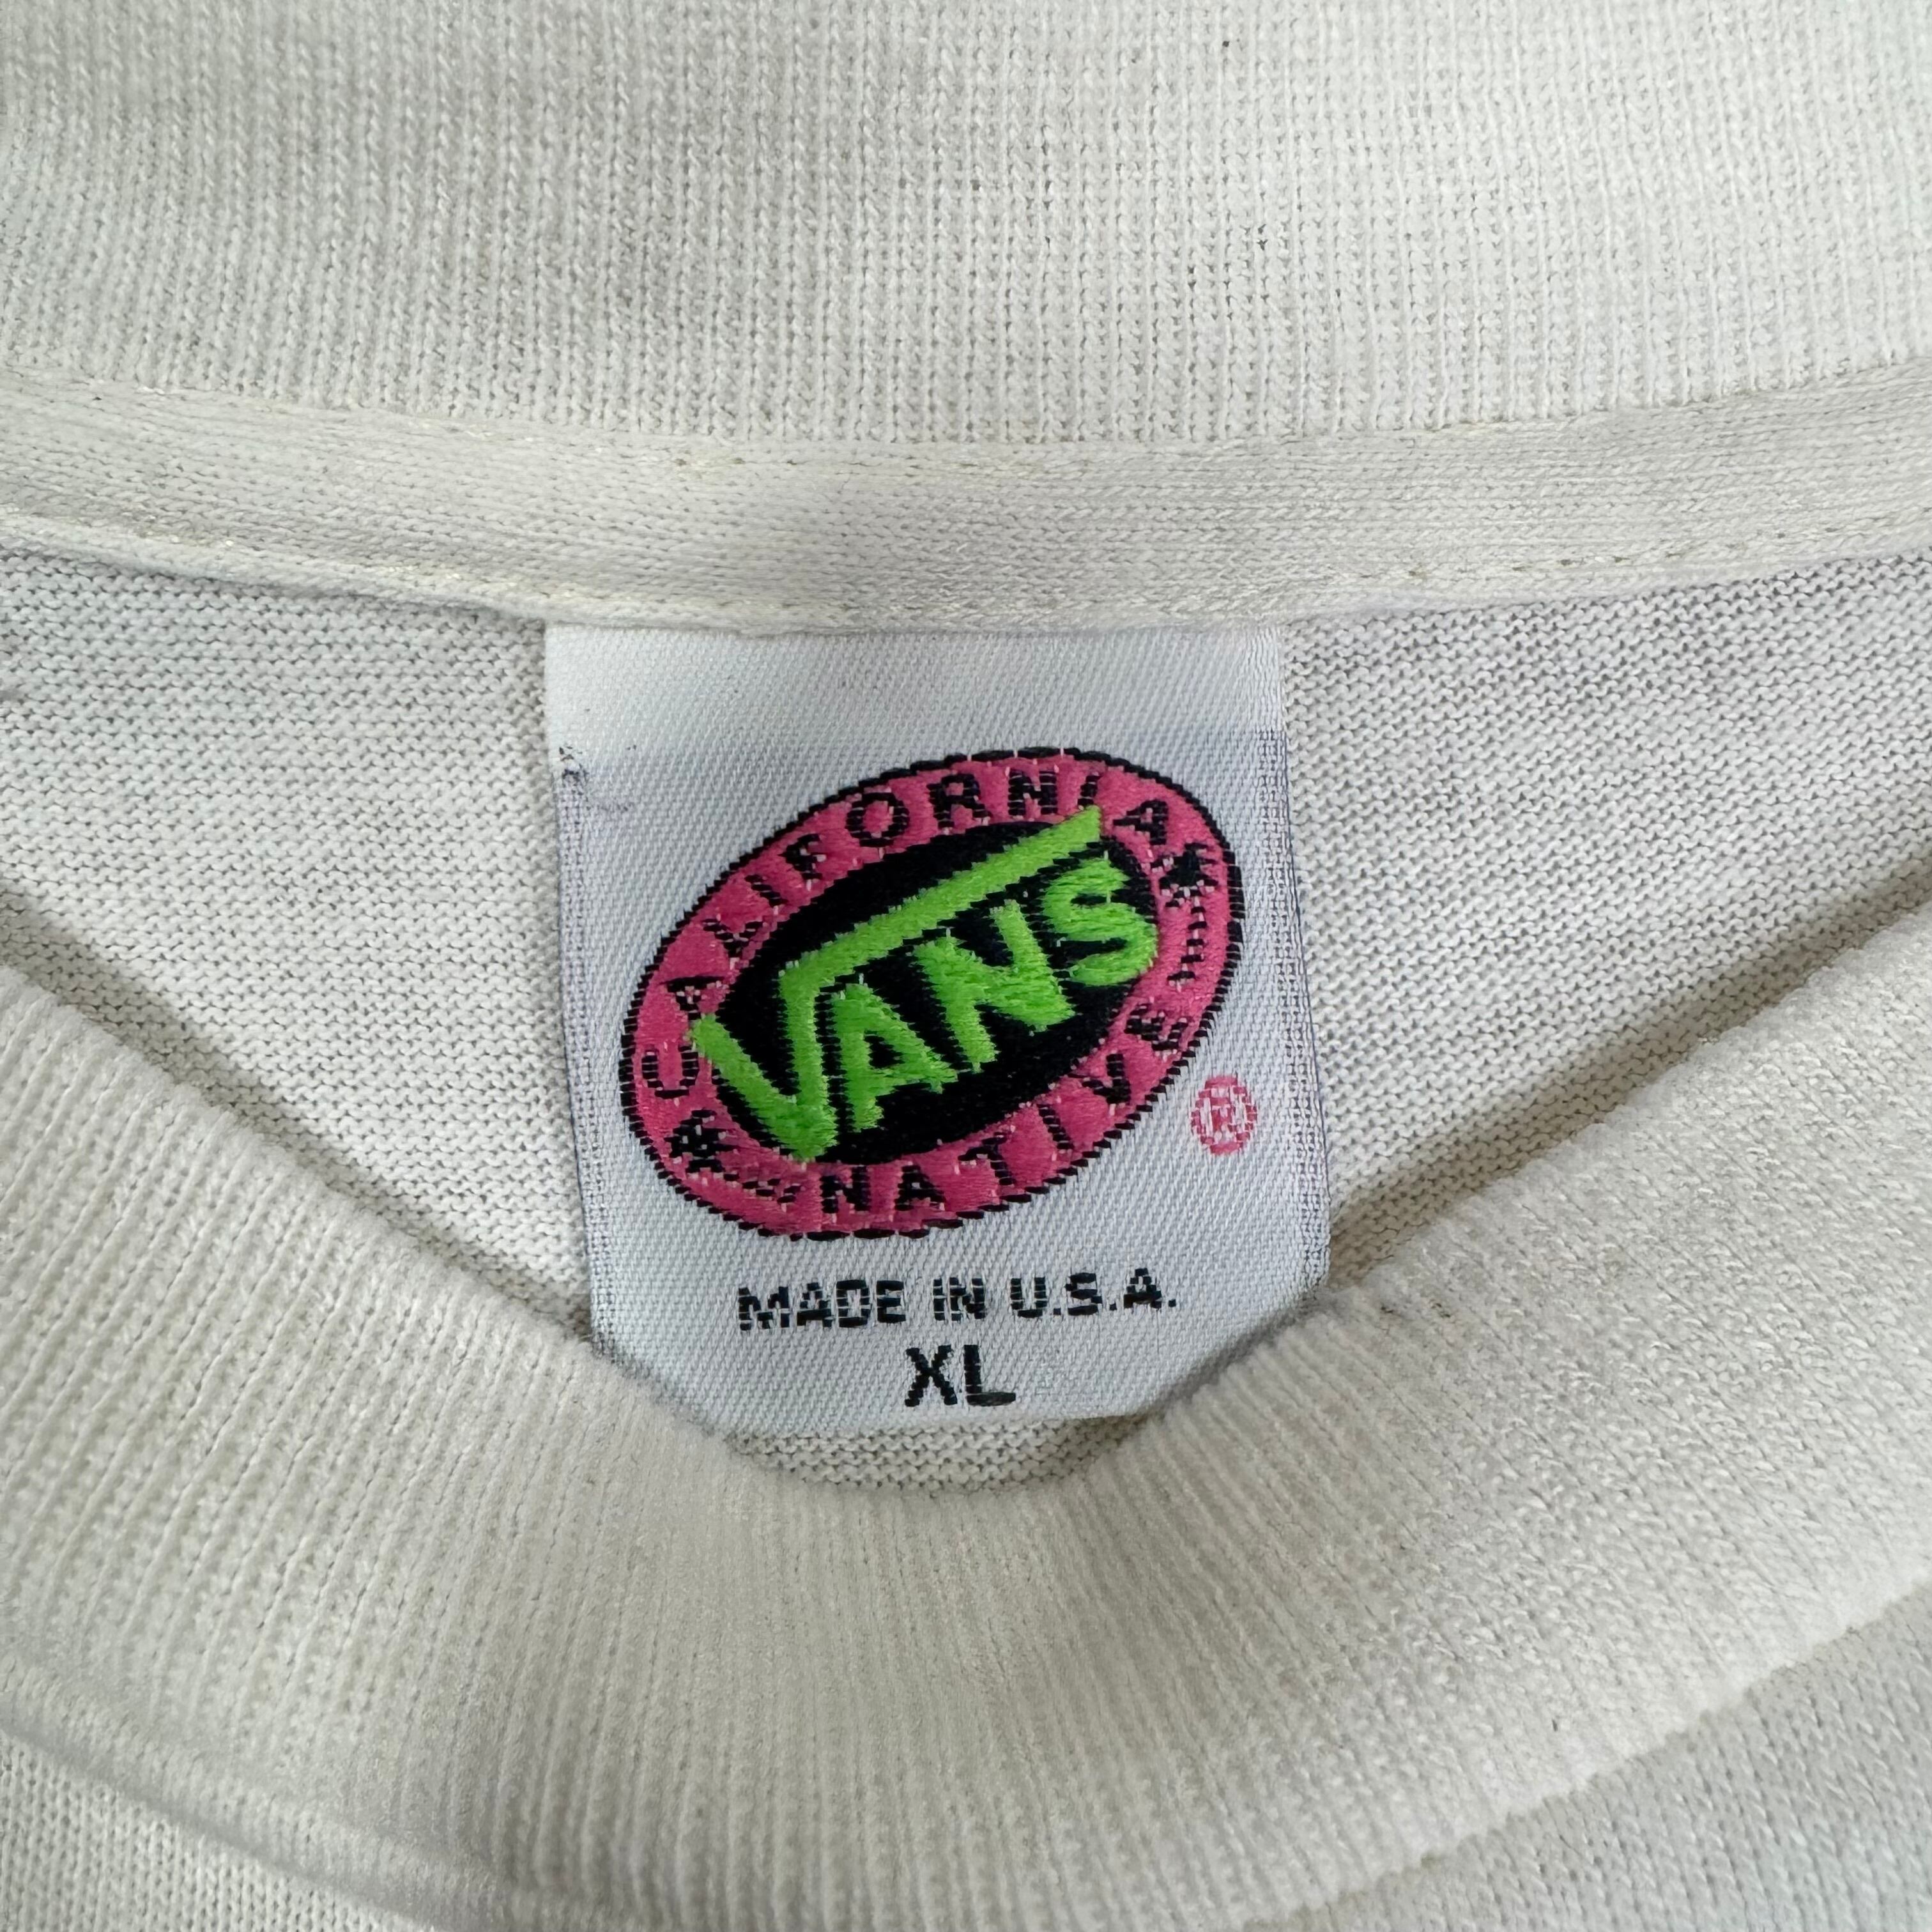 CALIFORNIA
VANS
NATIVE
®
MADE IN U.S.A.
XL